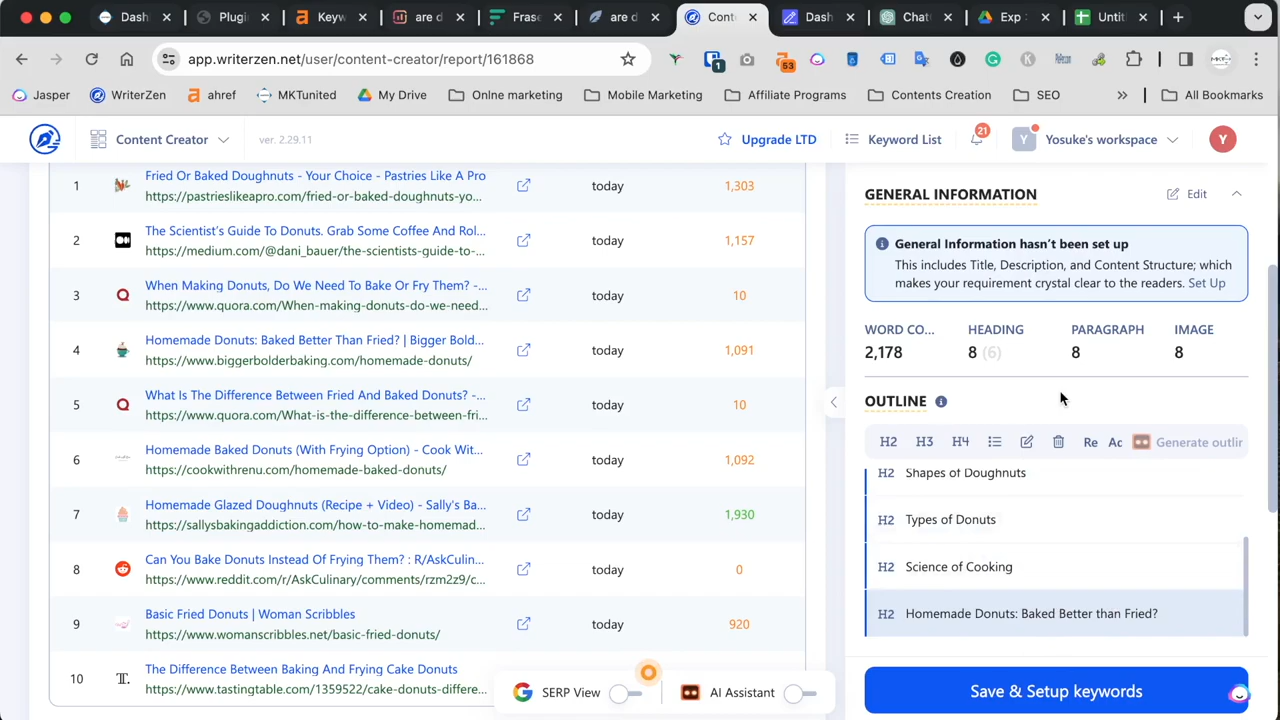 Dash
Plugi
Keyw
are d
Frase
are d
Cont
Dash
Chat
Exp :
Untit
app.writerzen.net/user/content-creator/report/161868
1
53
Jasper
WriterZen
ahref
MKTunited
My Drive
Onlne marketing
Mobile Marketing
Affiliate Programs
Contents Creation
SEO
All Bookmarks
Content Creator
ver. 2.29.11
Upgrade LTD
Keyword List
21
Y
Yosuke's workspace
Y
1
Fried Or Baked Doughnuts - Your Choice - Pastries Like A Pro
https://pastrieslikeapro.com/fried-or-baked-doughnuts-yo...
today
1,303
2
The Scientist's Guide To Donuts. Grab Some Coffee And Rol...
https://medium.com/@dani_bauer/the-scientists-guide-to-...
today
1,157
3
When Making Donuts, Do We Need To Bake Or Fry Them? -...
https://www.quora.com/When-making-donuts-do-we-need...
today
10
4
Homemade Donuts: Baked Better Than Fried? | Bigger Bold...
https://www.biggerbolderbaking.com/homemade-donuts/
today
1,091
5
What Is The Difference Between Fried And Baked Donuts? -...
https://www.quora.com/What-is-the-difference-between-fri...
today
10
6
Homemade Baked Donuts (With Frying Option) - Cook Wit...
https://cookwithrenu.com/homemade-baked-donuts/
today
1,092
7
Homemade Glazed Doughnuts (Recipe + Video) - Sally's Ba...
https://sallysbakingaddiction.com/how-to-make-homemad...
today
1,930
8
Can You Bake Donuts Instead Of Frying Them? : R/AskCulin...
https://www.reddit.com/r/AskCulinary/comments/rzm2z9/c...
today
0
9
Basic Fried Donuts | Woman Scribbles
https://www.womanscribbles.net/basic-fried-donuts/
today
920
10
T.
The Difference Between Baking And Frying Cake Donuts
https://www.tastingtable.com/1359522/cake-donuts-differe...
SERP View
AI Assistant
GENERAL INFORMATION
Edit
General Information hasn't been set up
This includes Title, Description, and Content Structure; which
makes your requirement crystal clear to the readers. Set Up
WORD CO...
HEADING
PARAGRAPH
IMAGE
2,178
8 (6)
8
8
OUTLINE
H2
H3
H4
Re
Ac
Generate outlir
H2 Shapes of Doughnuts
H2 Types of Donuts
H2 Science of Cooking
H2 Homemade Donuts: Baked Better than Fried?
Save & Setup keywords